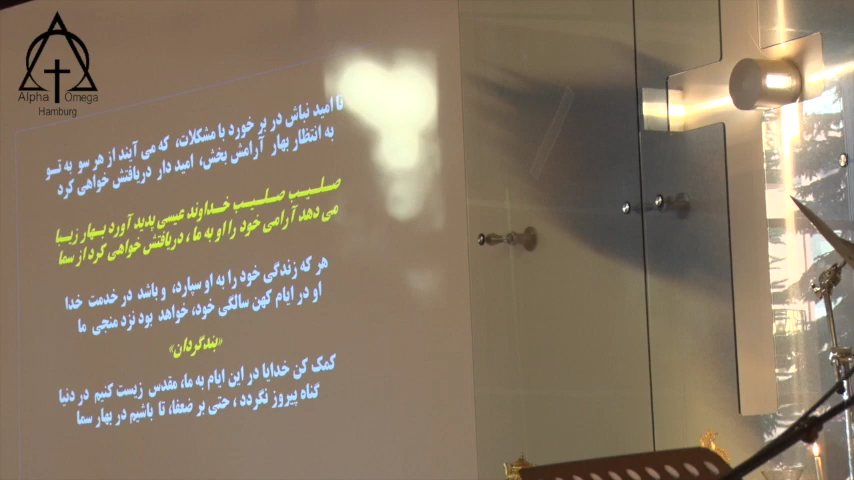 Alpha Omega
Hamburg
نا امید نباش در بر خورد با مشکلات، که می آیند از هر سو به تو
به انتظار بهار آرامش بخش، امید دار دریافتش خواهی کرد
صلیب صلیب خداوند عیسی پدید آورد بهار زیبا
می دهد آرامی خود را او به ما، دریافتش خواهی کرد از سما
هر که زندگی خود را به او سپارد، و باشد در خدمت خدا
او در ایام کهن سالگی خود، خواهد بود نزد منجی ما
«بندگردان»
کمک کن خدایا در این ایام به ما، مقدس زیست کنیم در دنیا
گناه پیروز نگردد، حتی بر ضعفا، تا باشیم در بهار سما